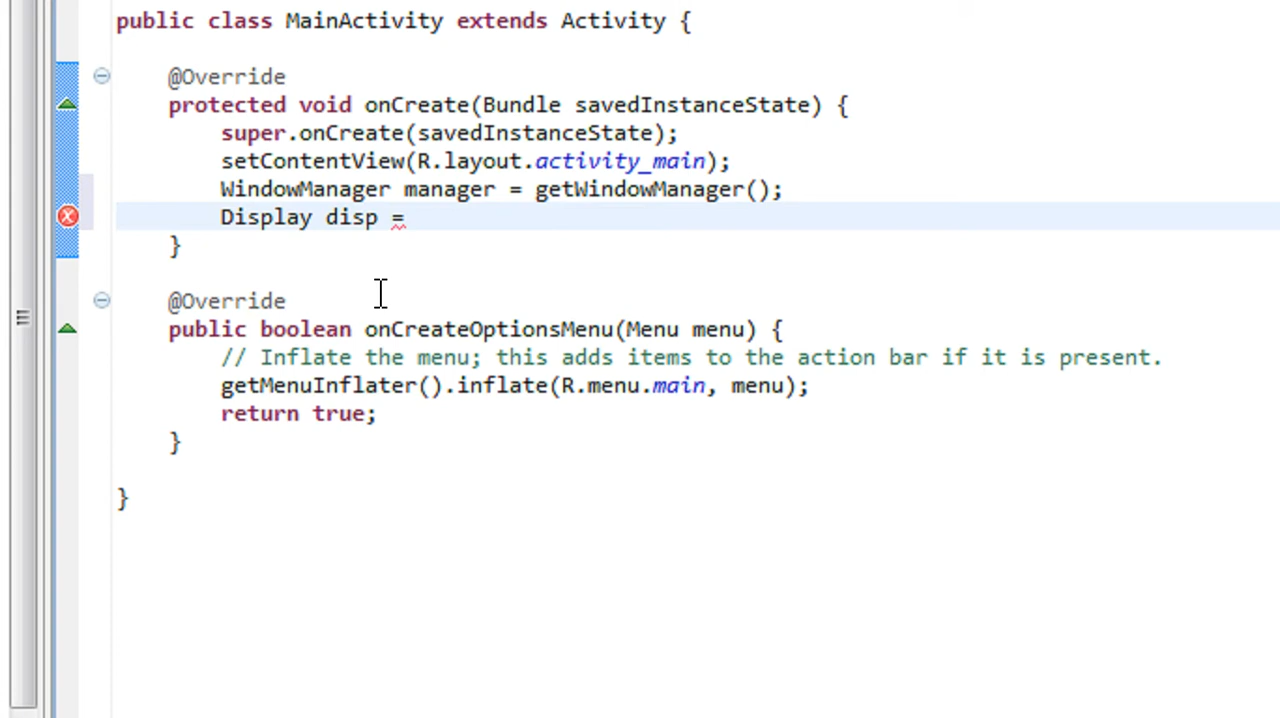 public class MainActivity extends Activity {
@Override
protected void onCreate(Bundle savedInstanceState) {
super.onCreate(savedInstanceState);
setContentView(R.layout.activity_main);
WindowManager manager = getWindowManager();
Display disp =
}
@Override
public boolean onCreateOptionsMenu(Menu menu) {
// Inflate the menu; this adds items to the action bar if it is present.
getMenuInflater().inflate(R.menu.main, menu);
return true;
}
}